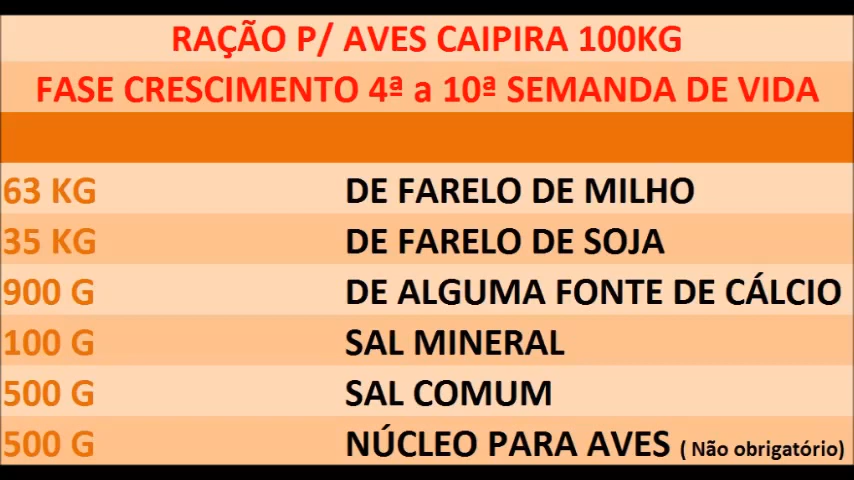 RAÇÃO P/ AVES CAIPIRA 100KG
FASE CRESCIMENTO 4ª a 10ª SEMANDA DE VIDA
63 KG DE FARELO DE MILHO
35 KG DE FARELO DE SOJA
900 G DE ALGUMA FONTE DE CÁLCIO
100 G SAL MINERAL
500 G SAL COMUM
500 G NÚCLEO PARA AVES ( Não obrigatório)